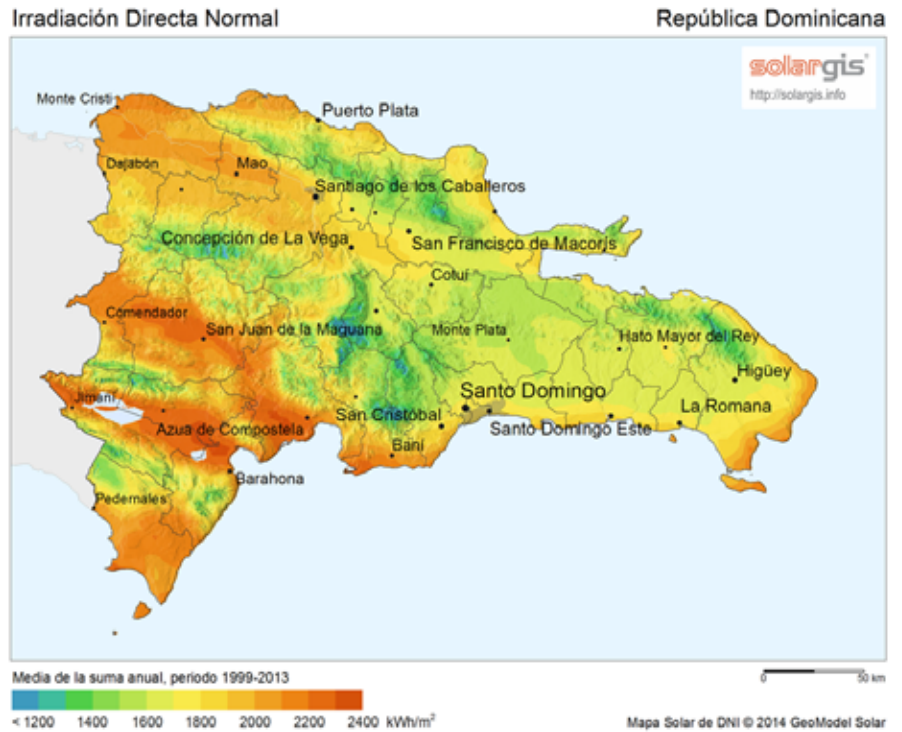 Irradiación Directa Normal
República Dominicana
solargis
http://solargis.info
Monte Cristi
Puerto Plata
Dajabón
Mao
Santiago de los Caballeros
Concepción de La Vega
San Francisco de Macorís
Cotuí
Comendador
San Juan de la Maguana
Monte Plata
Hato Mayor del Rey
Higüey
Jimaní
Santo Domingo
La Romana
San Cristóbal
Azua de Compostela
Santo Domingo Este
Baní
Barahona
Pedernales
Media de la suma anual, periodo 1999-2013
0 50 km
< 1200 1400 1600 1800 2000 2200 2400 kWh/m²
Mapa Solar de DNI © 2014 GeoModel Solar